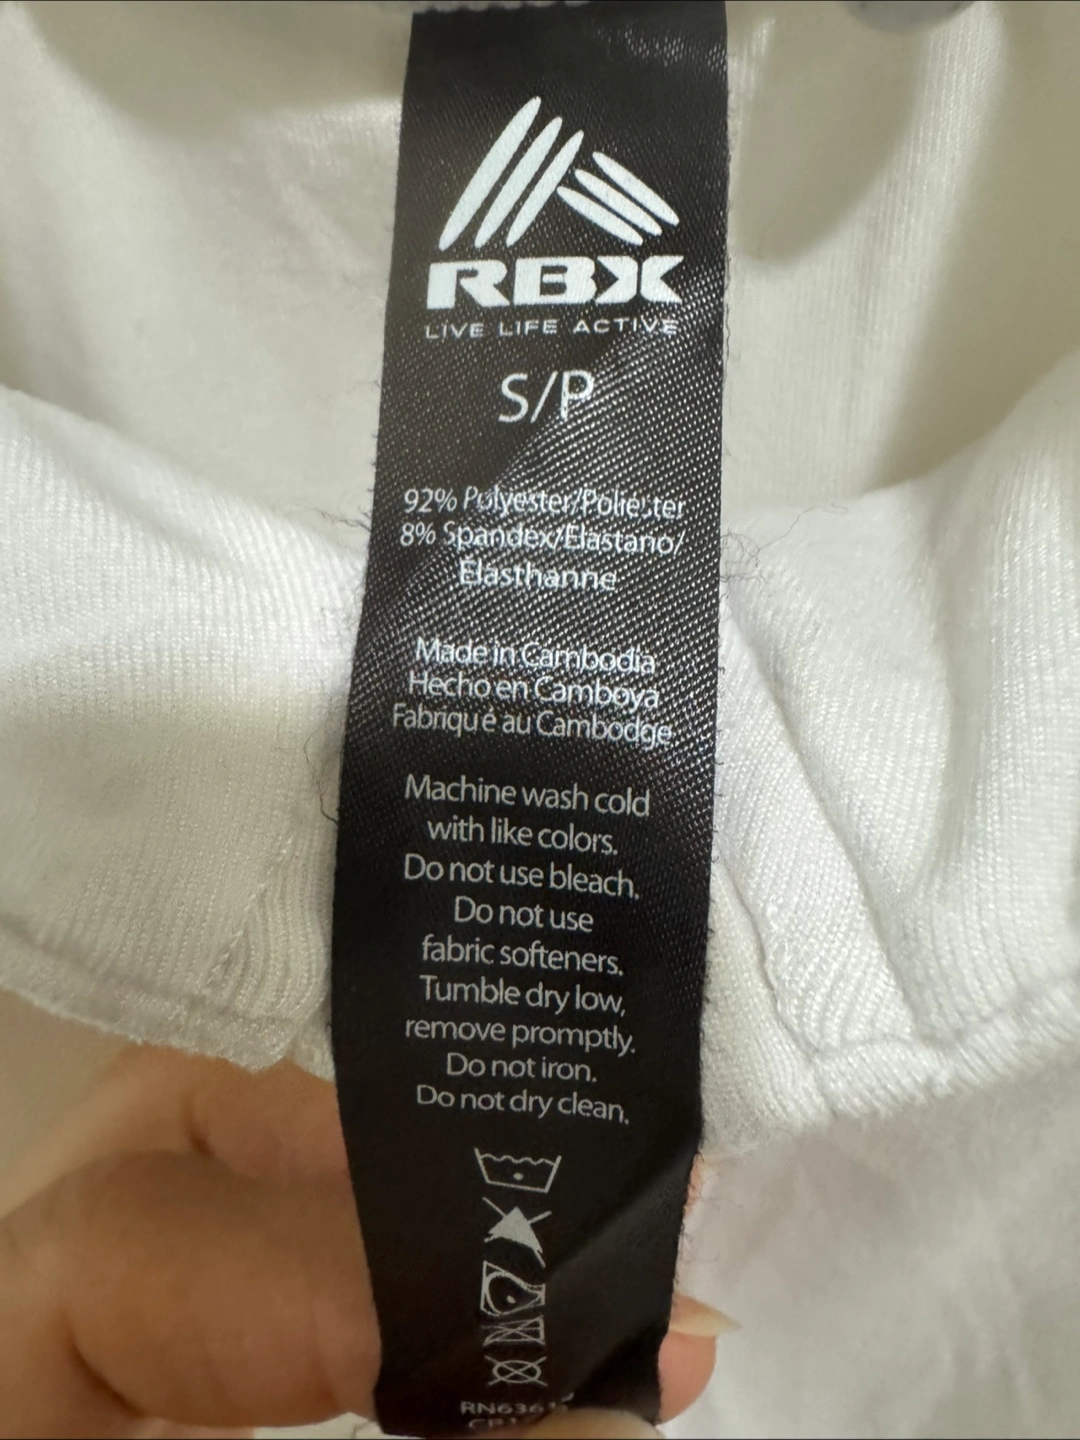 RBX
LIVE LIFE ACTIVE
S/P
92% Polyester/Poliester
8% Spandex/Elastano/
Élasthanne
Made in Cambodia
Hecho en Camboya
Fabriqué au Cambodge
Machine wash cold
with like colors.
Do not use bleach.
Do not use
fabric softeners.
Tumble dry low,
remove promptly.
Do not iron.
Do not dry clean.